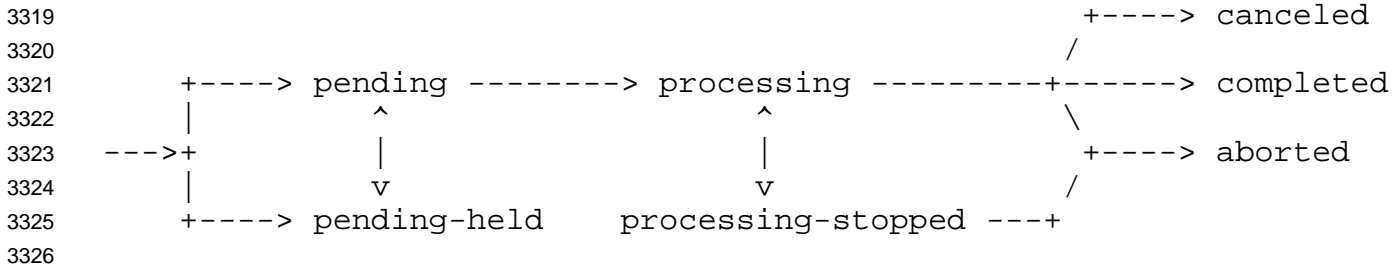 3319                                                              +----> canceled
3320                                                             /
3321     +----> pending --------> processing ---------+------> completed
3322     |          ^                     ^               \
3323 --->+          |                     |                +----> aborted
3324     |          v                     v               /
3325     +----> pending-held    processing-stopped ---+
3326